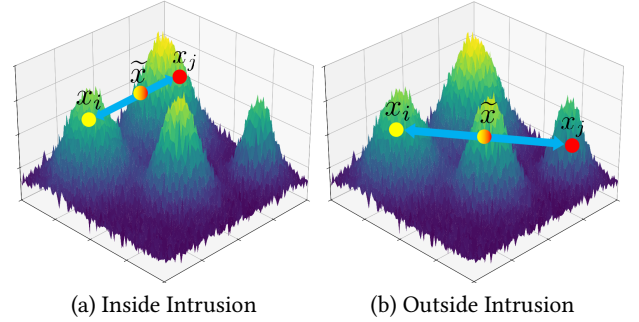 x̃ x_j
x_i
(a) Inside Intrusion
x_i x̃ x_j
(b) Outside Intrusion